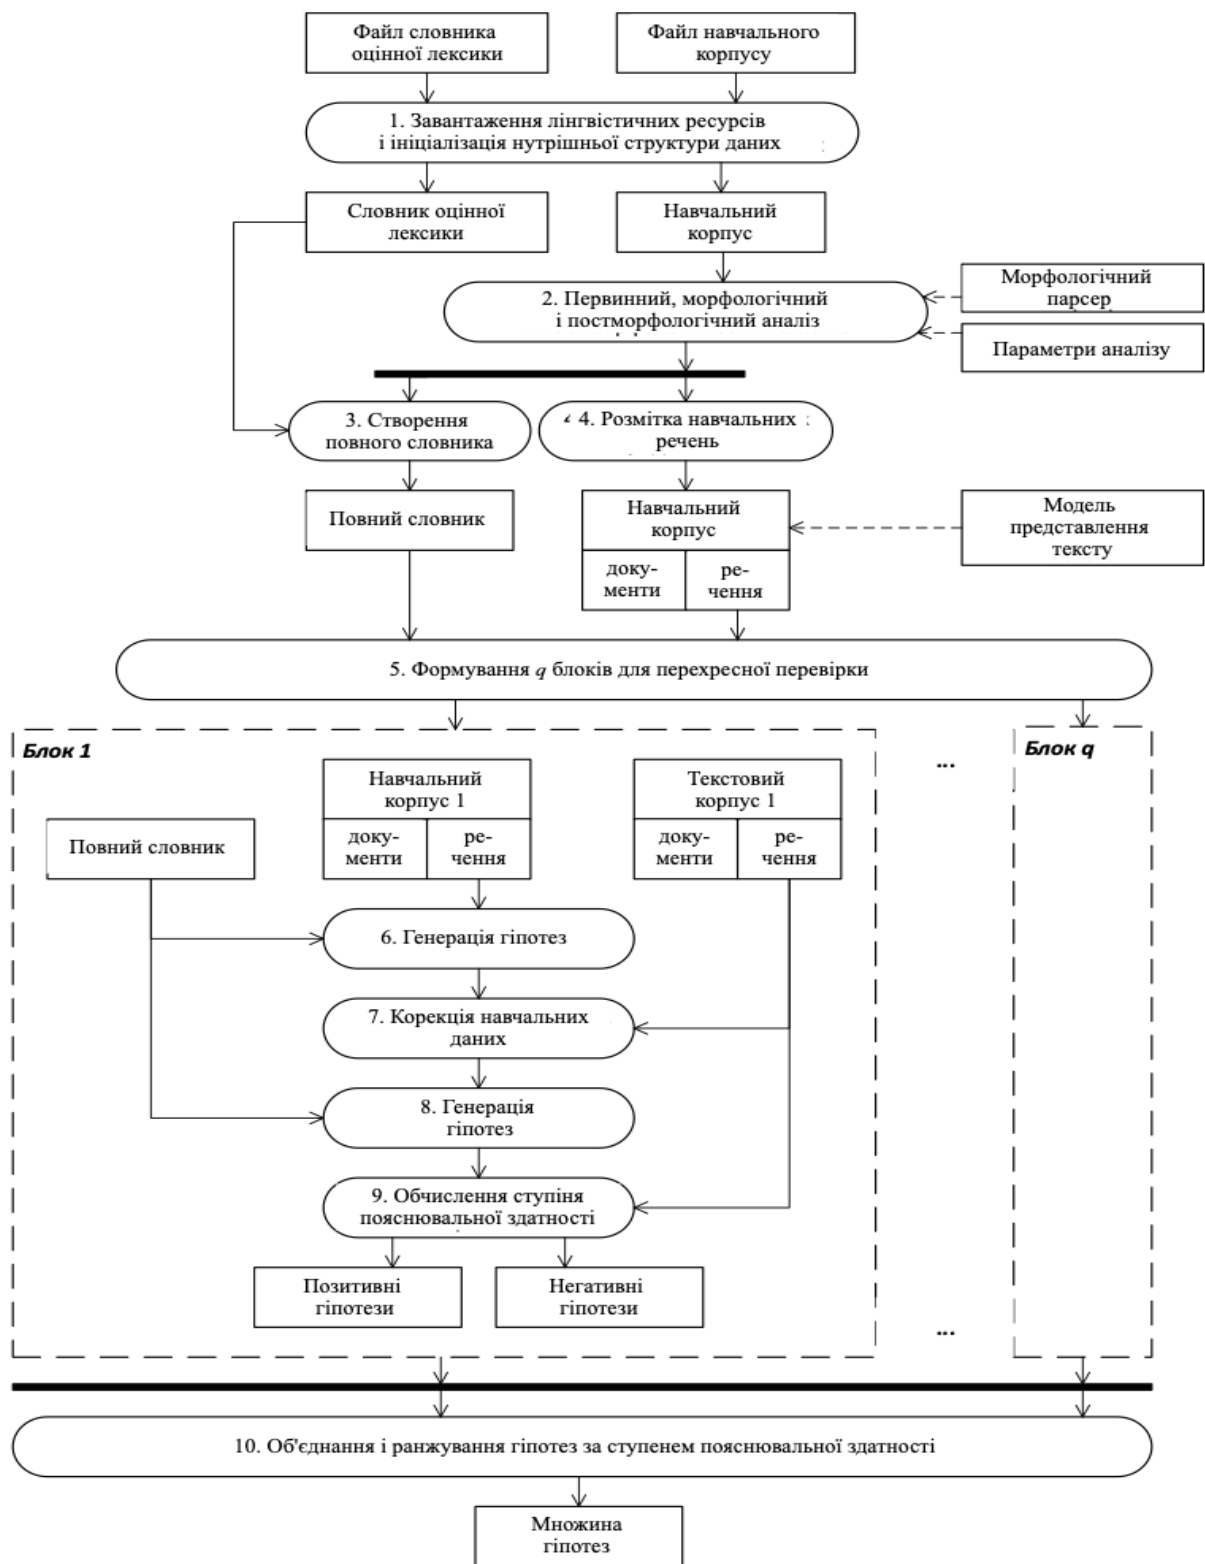 Файл словника
оцінної лексики
Файл навчального
корпусу
1. Завантаження лінгвістичних ресурсів
і ініціалізація нутрішньої структури даних
Словник оцінної
лексики
Навчальний
корпус
2. Первинний, морфологічний
і постморфологічний аналіз
Морфологічний
парсер
Параметри аналізу
3. Створення
повного словника
4. Розмітка навчальних
речень
Повний словник
Навчальний
корпус
доку-
менти
ре-
чення
Модель
представлення
тексту
5. Формування q блоків для перехресної перевірки
Блок 1
...
Блок q
Навчальний
корпус 1
доку-
менти
ре-
чення
Текстовий
корпус 1
доку-
менти
ре-
чення
Повний словник
6. Генерація гіпотез
7. Корекція навчальних
даних
8. Генерація
гіпотез
9. Обчислення ступіня
пояснювальної здатності
Позитивні
гіпотези
Негативні
гіпотези
...
10. Об'єднання і ранжування гіпотез за ступенем пояснювальної здатності
Множина
гіпотез